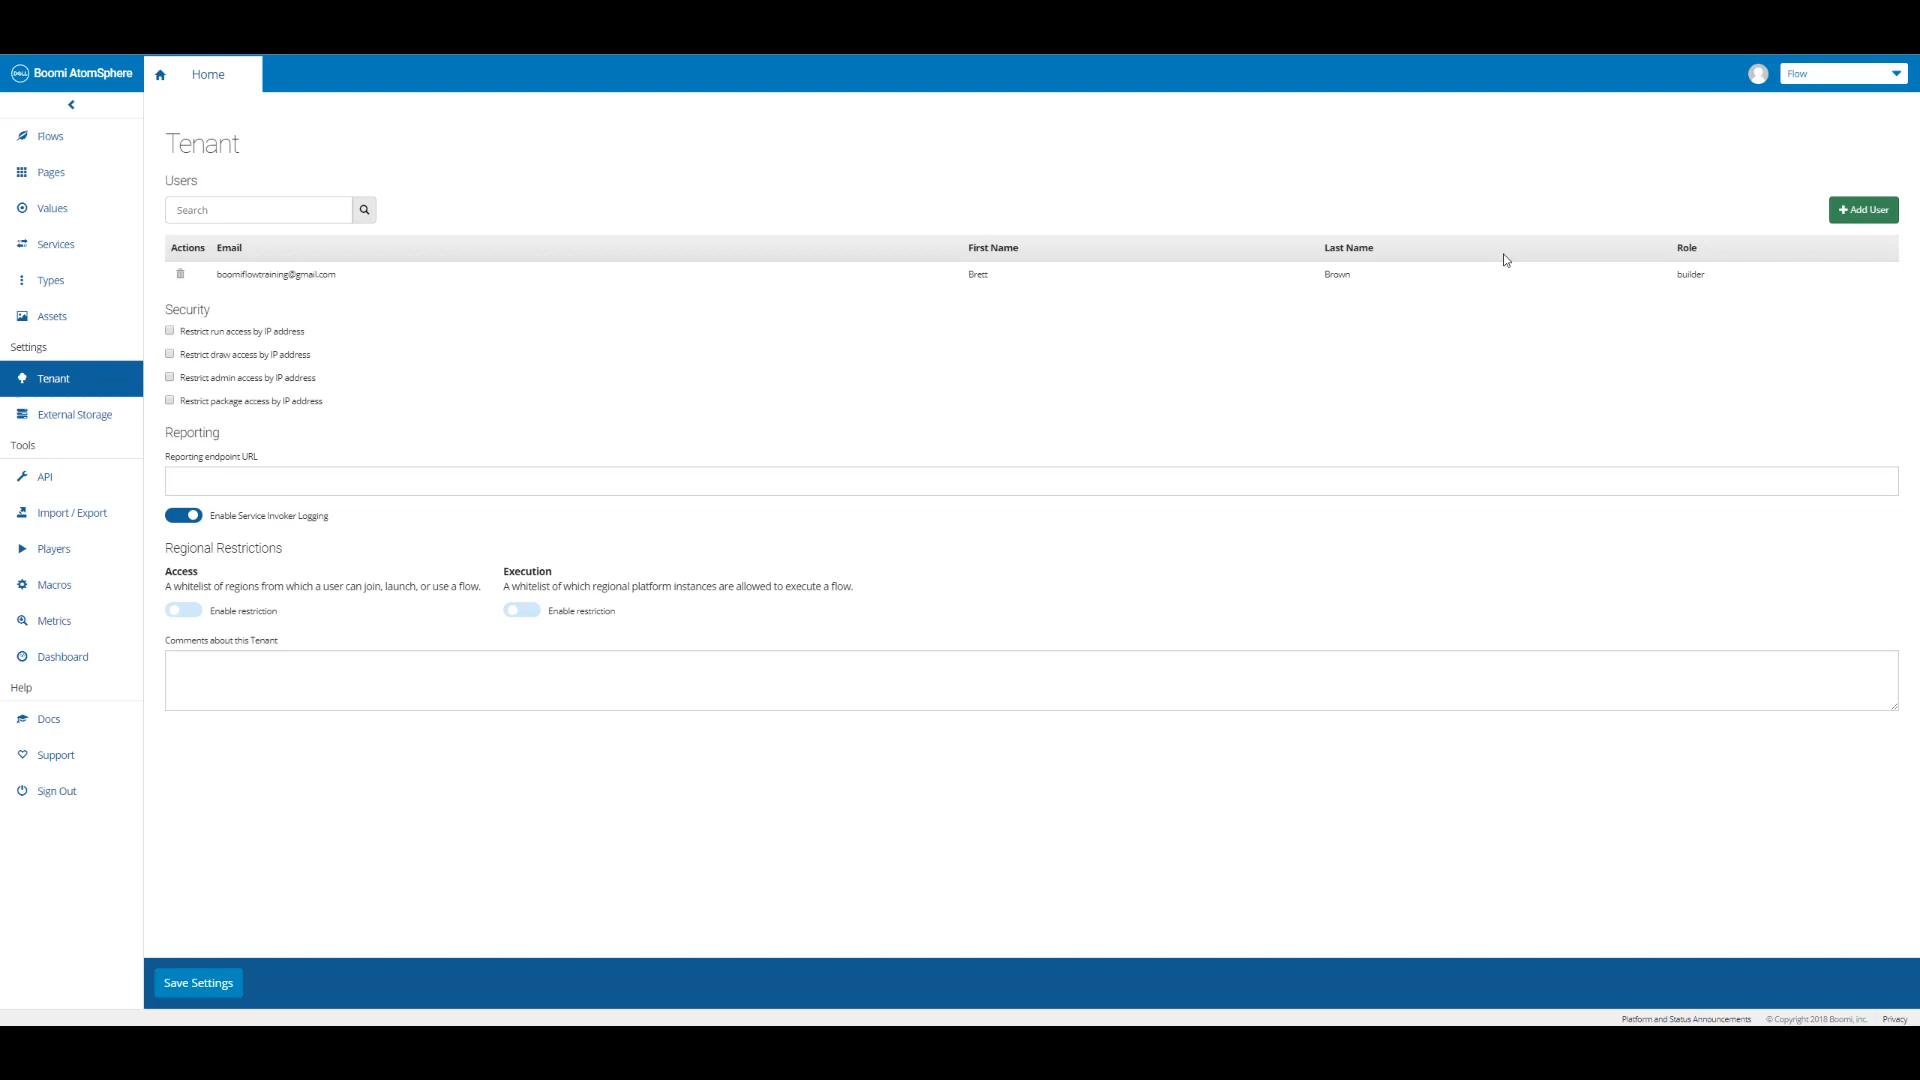 DELL Boomi AtomSphere
Home
Flow
Flows
Pages
Values
Services
Types
Assets
Settings
Tenant
External Storage
Tools
API
Import / Export
Players
Macros
Metrics
Dashboard
Help
Docs
Support
Sign Out
Tenant
Users
Search
Add User
Actions Email First Name Last Name Role
boomiflowtraining@gmail.com Brett Brown builder
Security
Restrict run access by IP address
Restrict draw access by IP address
Restrict admin access by IP address
Restrict package access by IP address
Reporting
Reporting endpoint URL
Enable Service Invoker Logging
Regional Restrictions
Access
A whitelist of regions from which a user can join, launch, or use a flow.
Enable restriction
Execution
A whitelist of which regional platform instances are allowed to execute a flow.
Enable restriction
Comments about this Tenant
Save Settings
Platform and Status Announcements © Copyright 2018 Boomi, Inc. Privacy